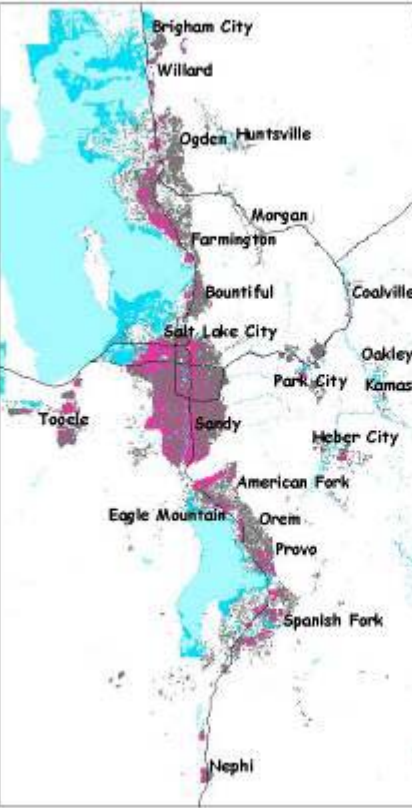 Brigham City
Willard
Ogden
Huntsville
Morgan
Farmington
Bountiful
Coalville
Salt Lake City
Oakley
Park City
Kamas
Tooele
Sandy
Heber City
American Fork
Eagle Mountain
Orem
Provo
Spanish Fork
Nephi